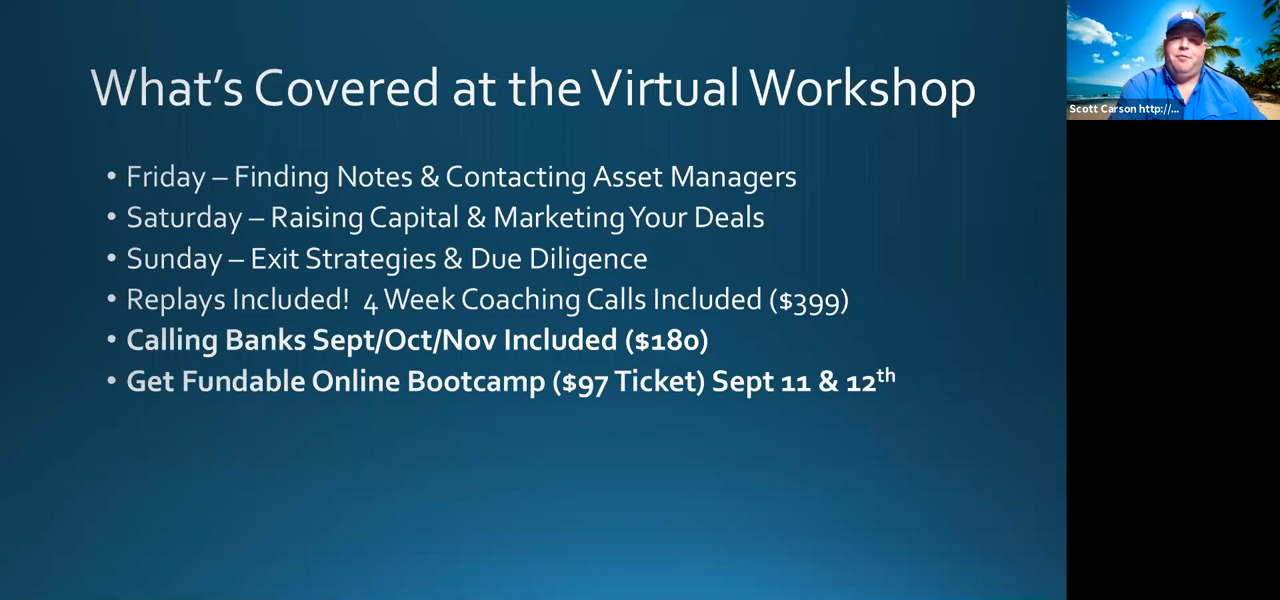 What's Covered at the Virtual Workshop
• Friday – Finding Notes & Contacting Asset Managers
• Saturday – Raising Capital & Marketing Your Deals
• Sunday – Exit Strategies & Due Diligence
• Replays Included!  4 Week Coaching Calls Included ($399)
• Calling Banks Sept/Oct/Nov Included ($180)
• Get Fundable Online Bootcamp ($97 Ticket) Sept 11 & 12th
Scott Carson http://...